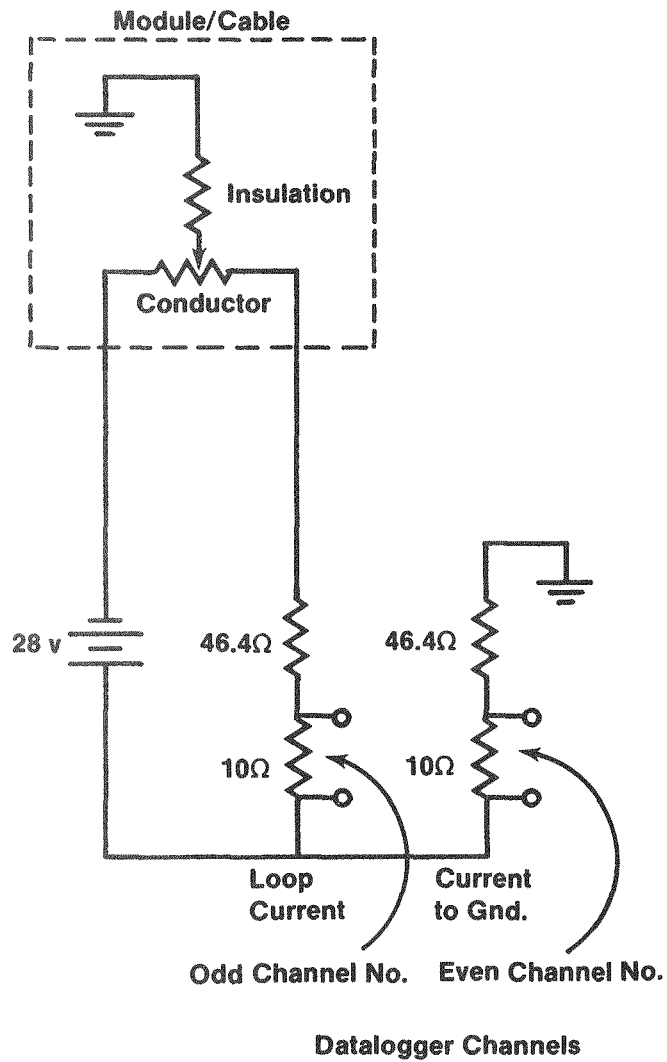 Module/Cable
Insulation
Conductor
28 v
46.4Ω
46.4Ω
10Ω
10Ω
Loop
Current
Current
to Gnd.
Odd Channel No.
Even Channel No.
Datalogger Channels